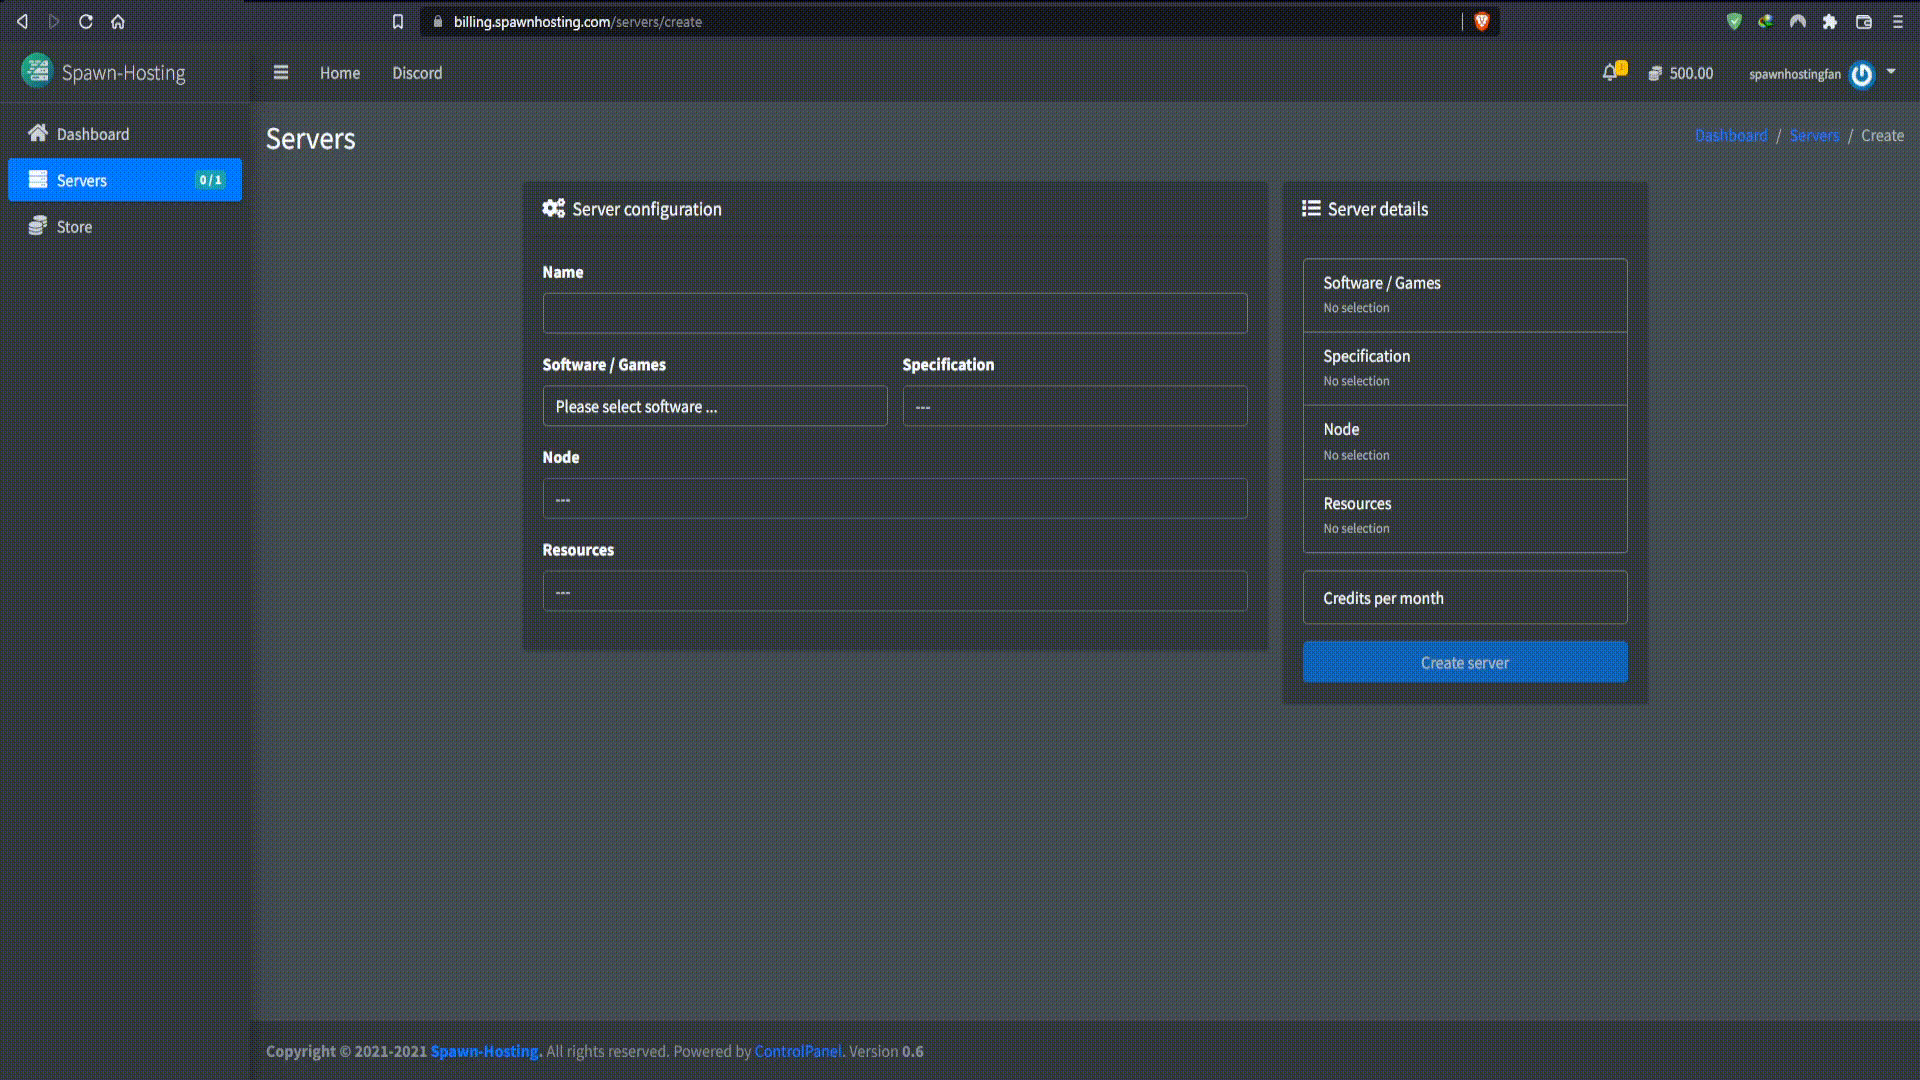 billing.spawnhosting.com/servers/create
Spawn-Hosting
Home
Discord
500.00
spawnhostingfan
Dashboard
Servers
0 / 1
Store
Servers
Dashboard / Servers / Create
Server configuration
Name
Software / Games
Specification
Please select software ...
---
Node
---
Resources
---
Server details
Software / Games
No selection
Specification
No selection
Node
No selection
Resources
No selection
Credits per month
Create server
Copyright © 2021-2021 Spawn-Hosting. All rights reserved. Powered by ControlPanel. Version 0.6